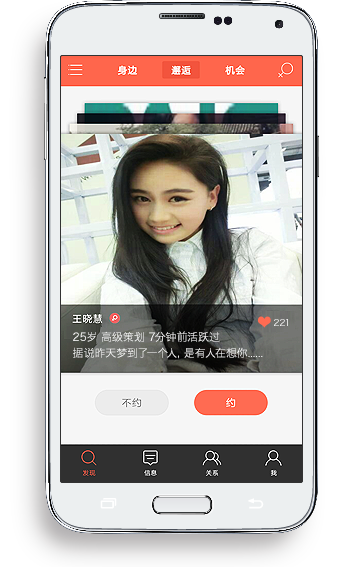 身边 邂逅 机会
王晓慧
221
25岁 高级策划 7分钟前活跃过
据说昨天梦到了一个人, 是有人在想你......
不约 约
发现 信息 关系 我